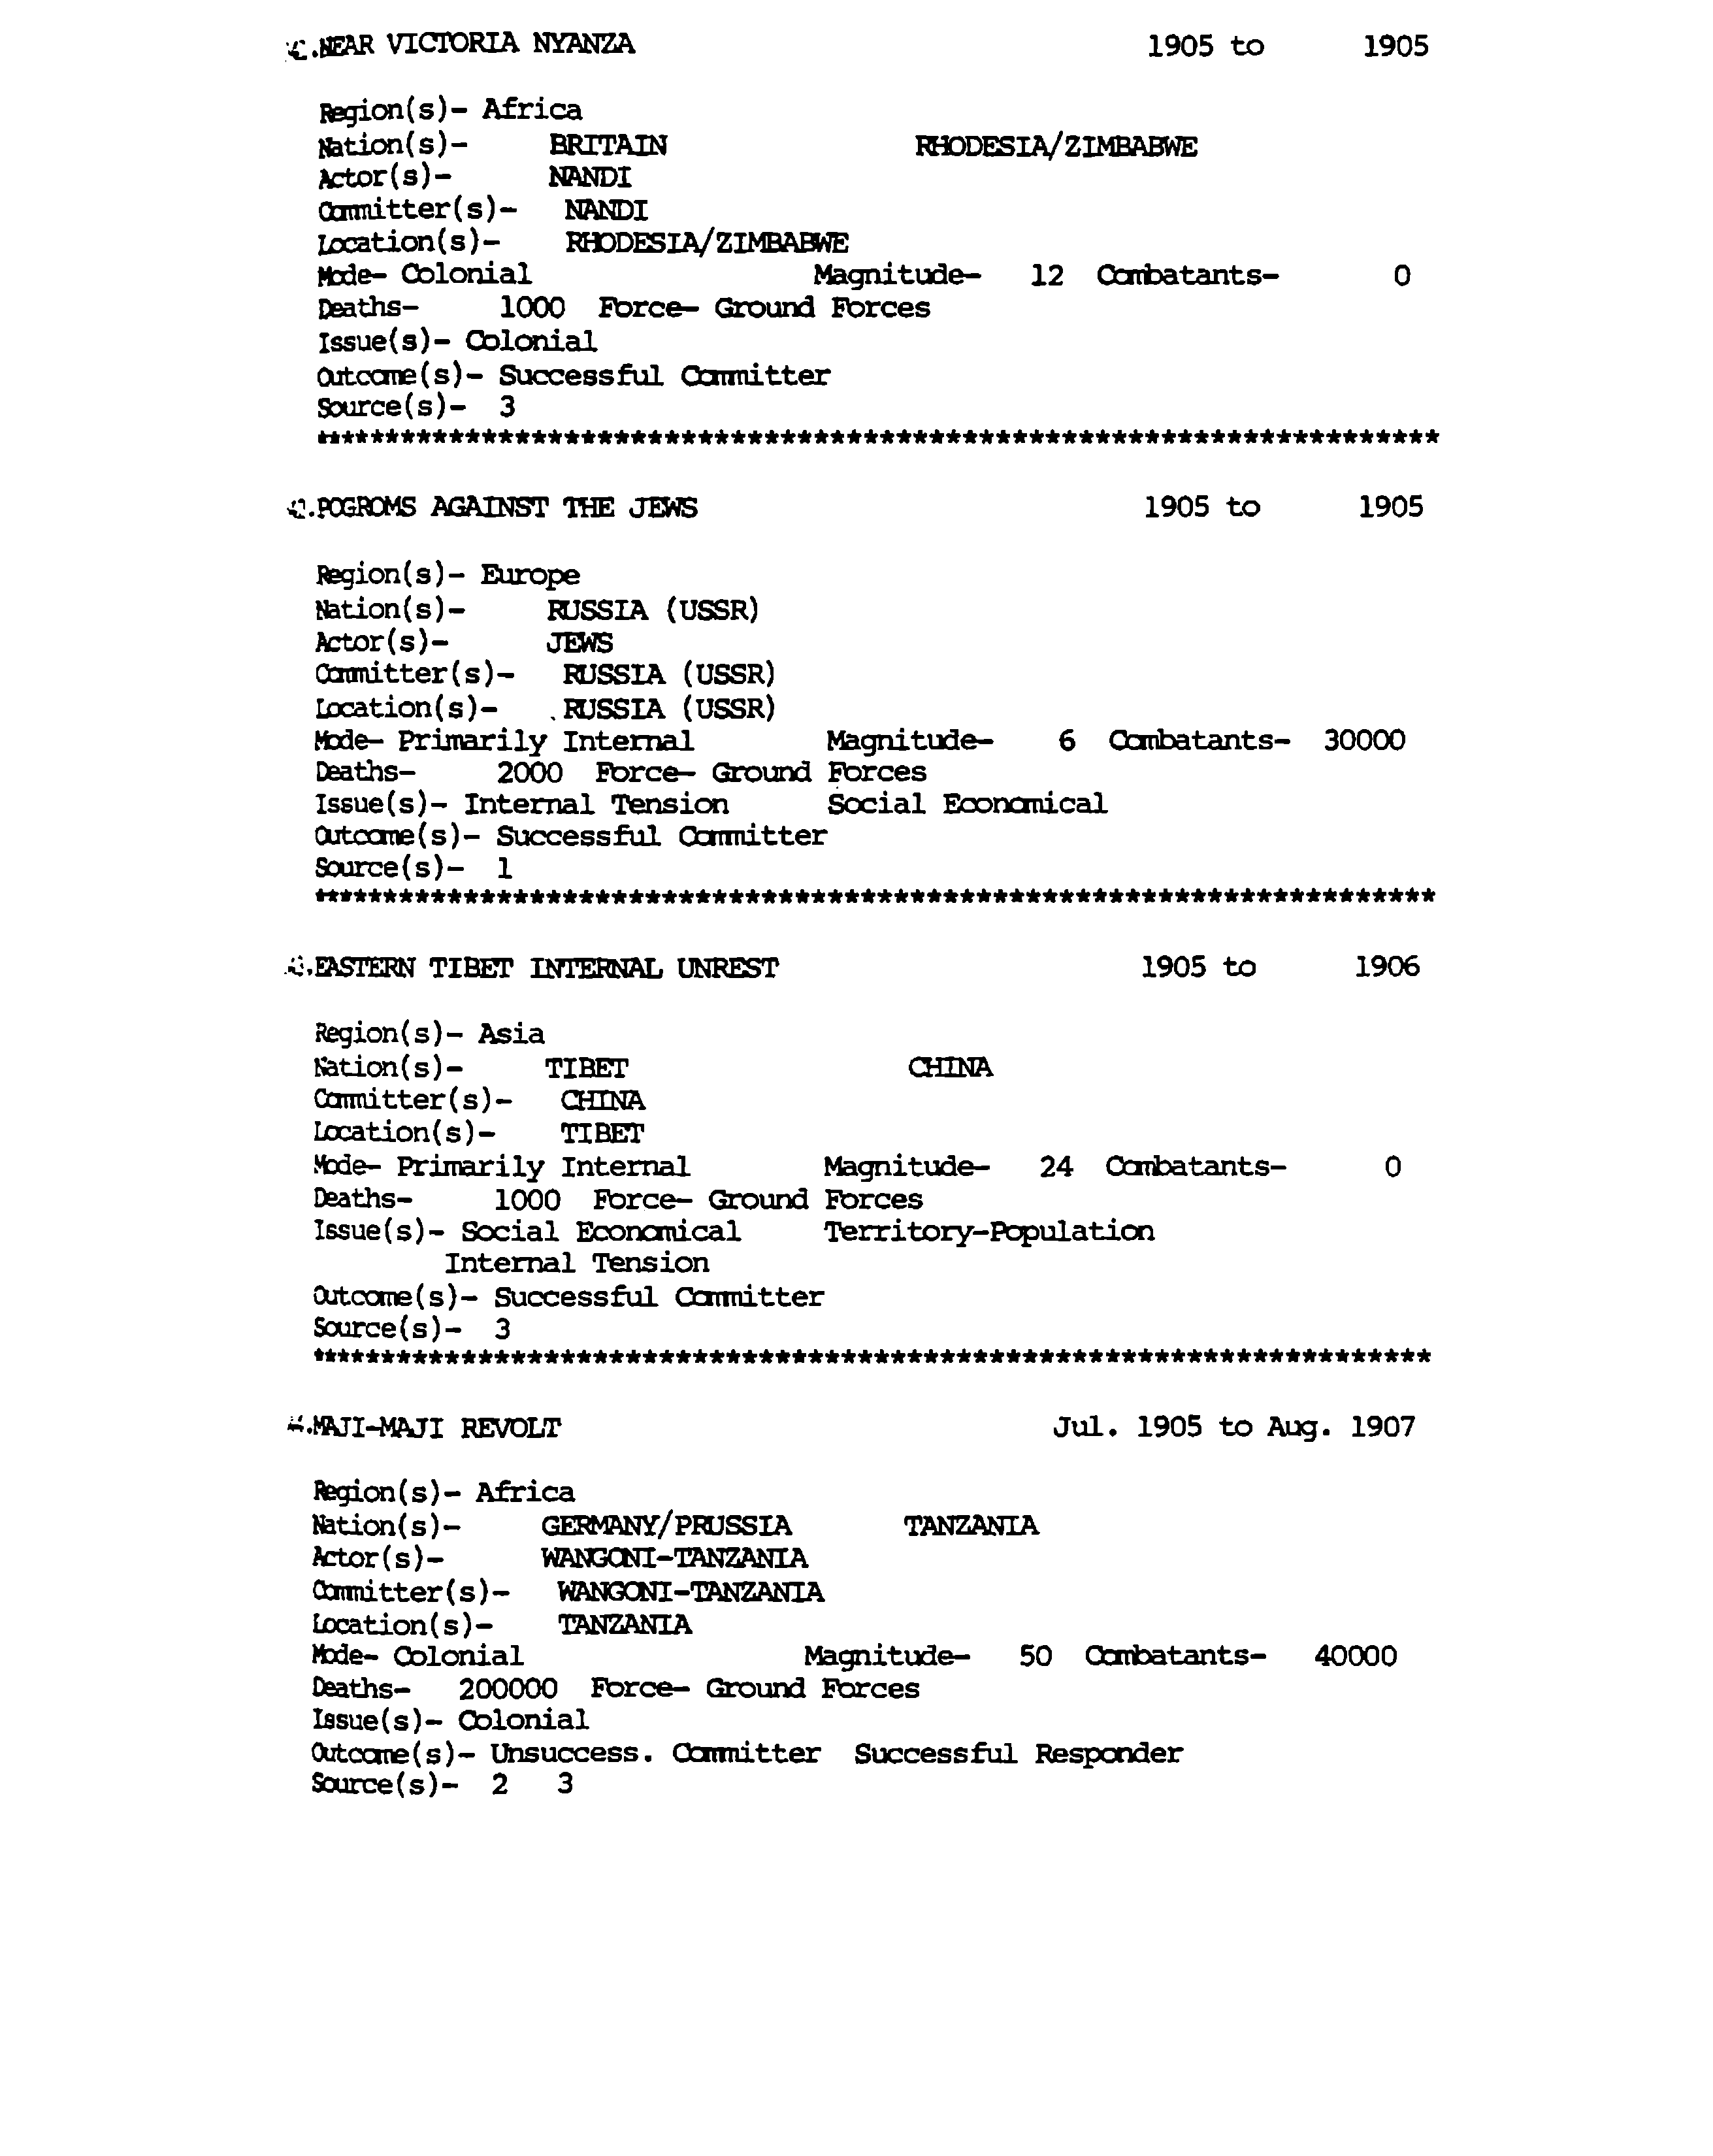 NEAR VICTORIA NYANZA 1905 to 1905
Region(s)- Africa
Nation(s)- BRITAIN RHODESIA/ZIMBABWE
Actor(s)- NANDI
Committer(s)- NANDI
Location(s)- RHODESIA/ZIMBABWE
Mode- Colonial Magnitude- 12 Combatants- 0
Deaths- 1000 Force- Ground Forces
Issue(s)- Colonial
Outcome(s)- Successful Committer
Source(s)- 3
**********************************************************************
POGROMS AGAINST THE JEWS 1905 to 1905
Region(s)- Europe
Nation(s)- RUSSIA (USSR)
Actor(s)- JEWS
Committer(s)- RUSSIA (USSR)
Location(s)- RUSSIA (USSR)
Mode- Primarily Internal Magnitude- 6 Combatants- 30000
Deaths- 2000 Force- Ground Forces
Issue(s)- Internal Tension Social Economical
Outcome(s)- Successful Committer
Source(s)- 1
**********************************************************************
EASTERN TIBET INTERNAL UNREST 1905 to 1906
Region(s)- Asia
Nation(s)- TIBET CHINA
Committer(s)- CHINA
Location(s)- TIBET
Mode- Primarily Internal Magnitude- 24 Combatants- 0
Deaths- 1000 Force- Ground Forces
Issue(s)- Social Economical Territory-Population
Internal Tension
Outcome(s)- Successful Committer
Source(s)- 3
**********************************************************************
MAJI-MAJI REVOLT Jul. 1905 to Aug. 1907
Region(s)- Africa
Nation(s)- GERMANY/PRUSSIA TANZANIA
Actor(s)- WANGONI-TANZANIA
Committer(s)- WANGONI-TANZANIA
Location(s)- TANZANIA
Mode- Colonial Magnitude- 50 Combatants- 40000
Deaths- 200000 Force- Ground Forces
Issue(s)- Colonial
Outcome(s)- Unsuccess. Committer Successful Responder
Source(s)- 2 3